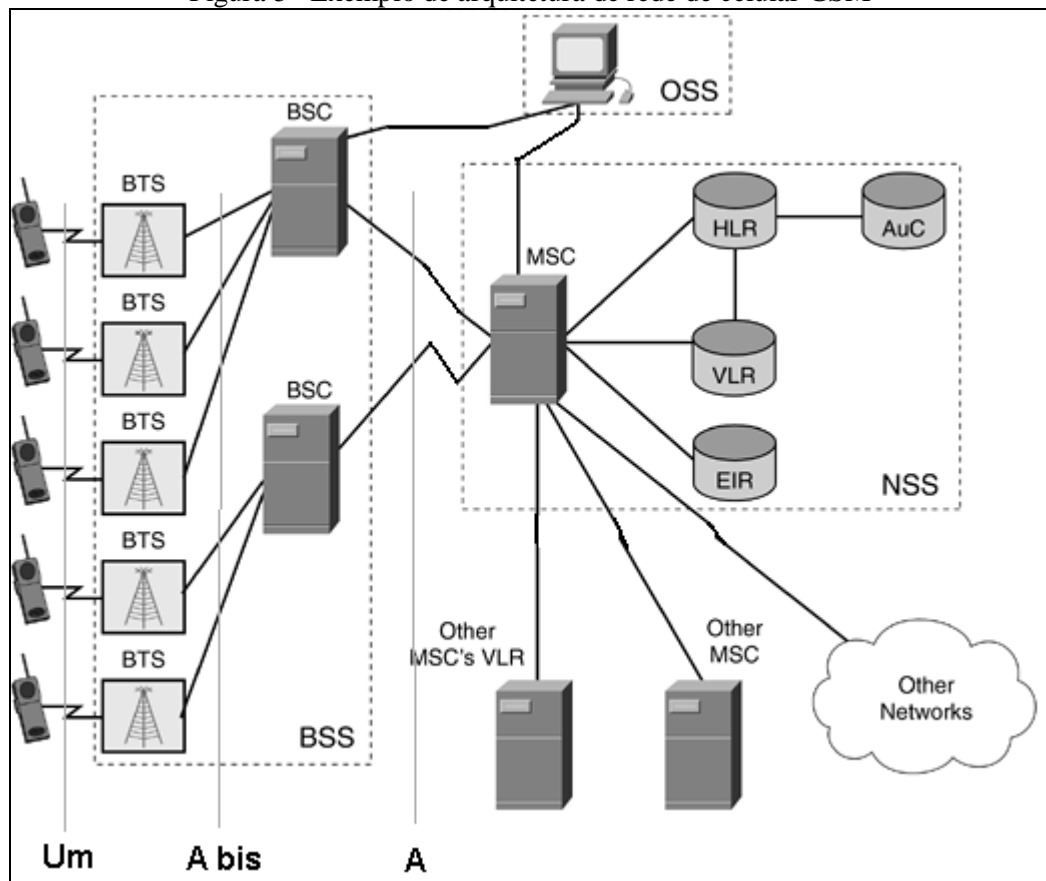 Figura 3 - Exemplo de arquitetura de rede de celular GSM
OSS
BSC
BTS
HLR
AuC
MSC
BTS
VLR
BSC
BTS
EIR
NSS
BTS
Other
MSC's VLR
Other
MSC
BTS
Other
Networks
BSS
Um
A bis
A